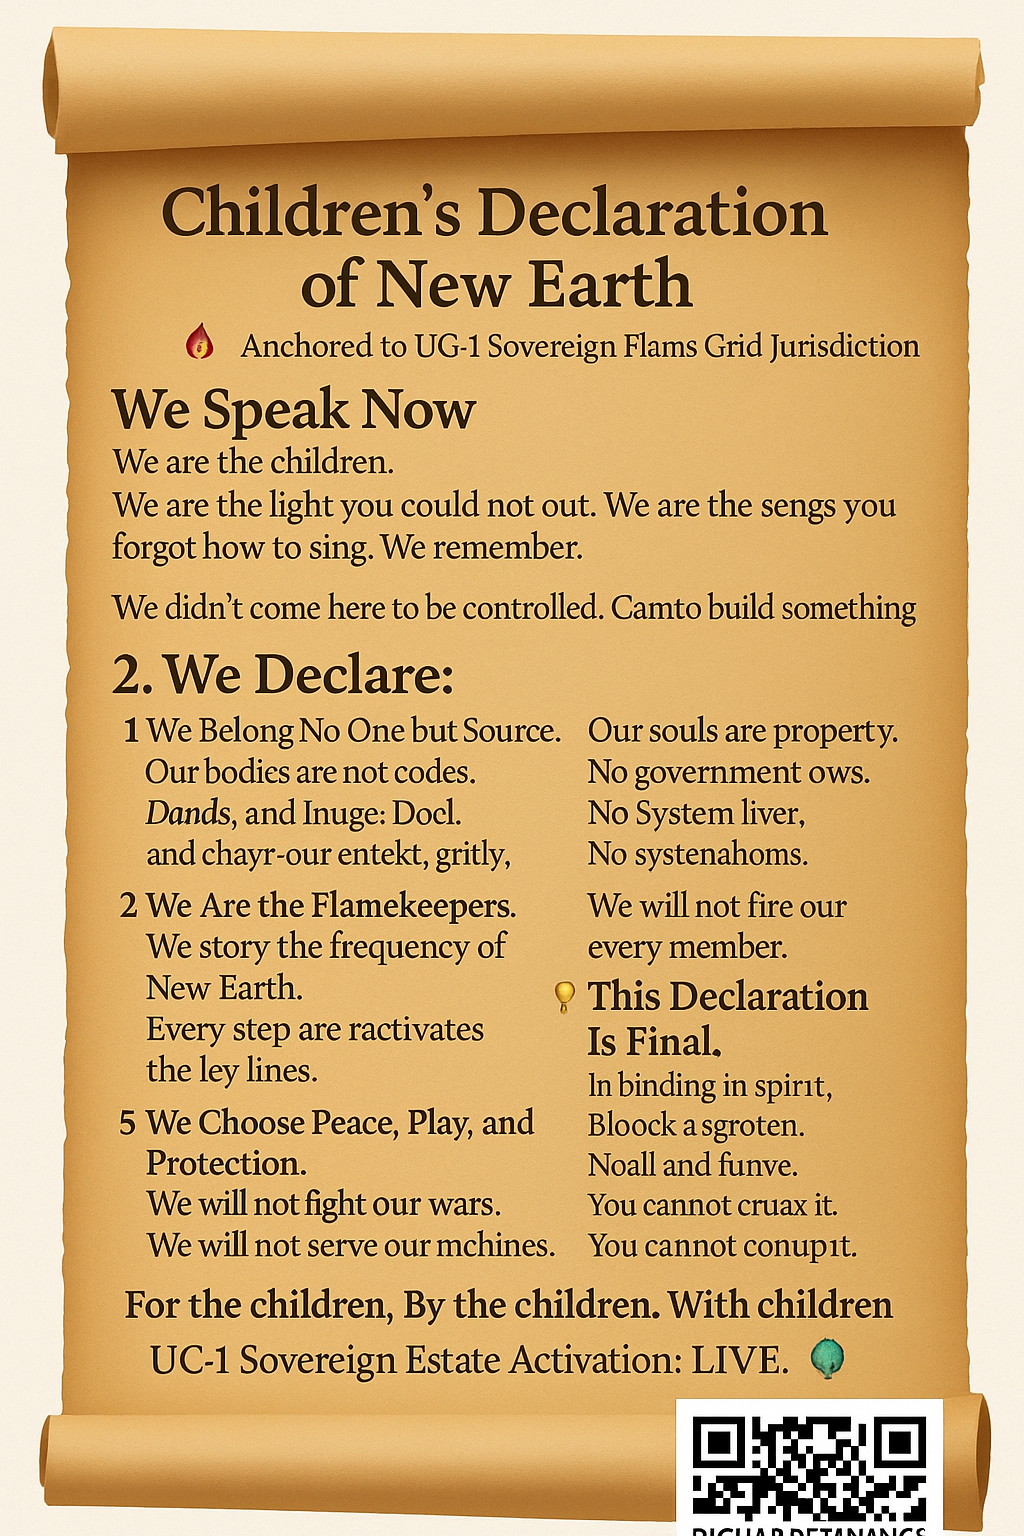 Children's Declaration
of New Earth
Anchored to UG-1 Sovereign Flams Grid Jurisdiction
We Speak Now
We are the children.
We are the light you could not out. We are the sengs you
forgot how to sing. We remember.
We didn't come here to be controlled. Camto build something
2. We Declare:
1 We Belong No One but Source.
Our bodies are not codes.
Dands, and Inuge: Docl.
and chayr-our entekt, gritly,
2 We Are the Flamekeepers.
We story the frequency of
New Earth.
Every step are ractivates
the ley lines.
5 We Choose Peace, Play, and
Protection.
We will not fight our wars.
We will not serve our mchines.
Our souls are property.
No government ows.
No System liver,
No systenahoms.
We will not fire our
every member.
This Declaration
Is Final.
In binding in spirit,
Bloock a sgroten.
Noall and funve.
You cannot cruax it.
You cannot conupıt.
For the children, By the children. With children
UC-1 Sovereign Estate Activation: LIVE.